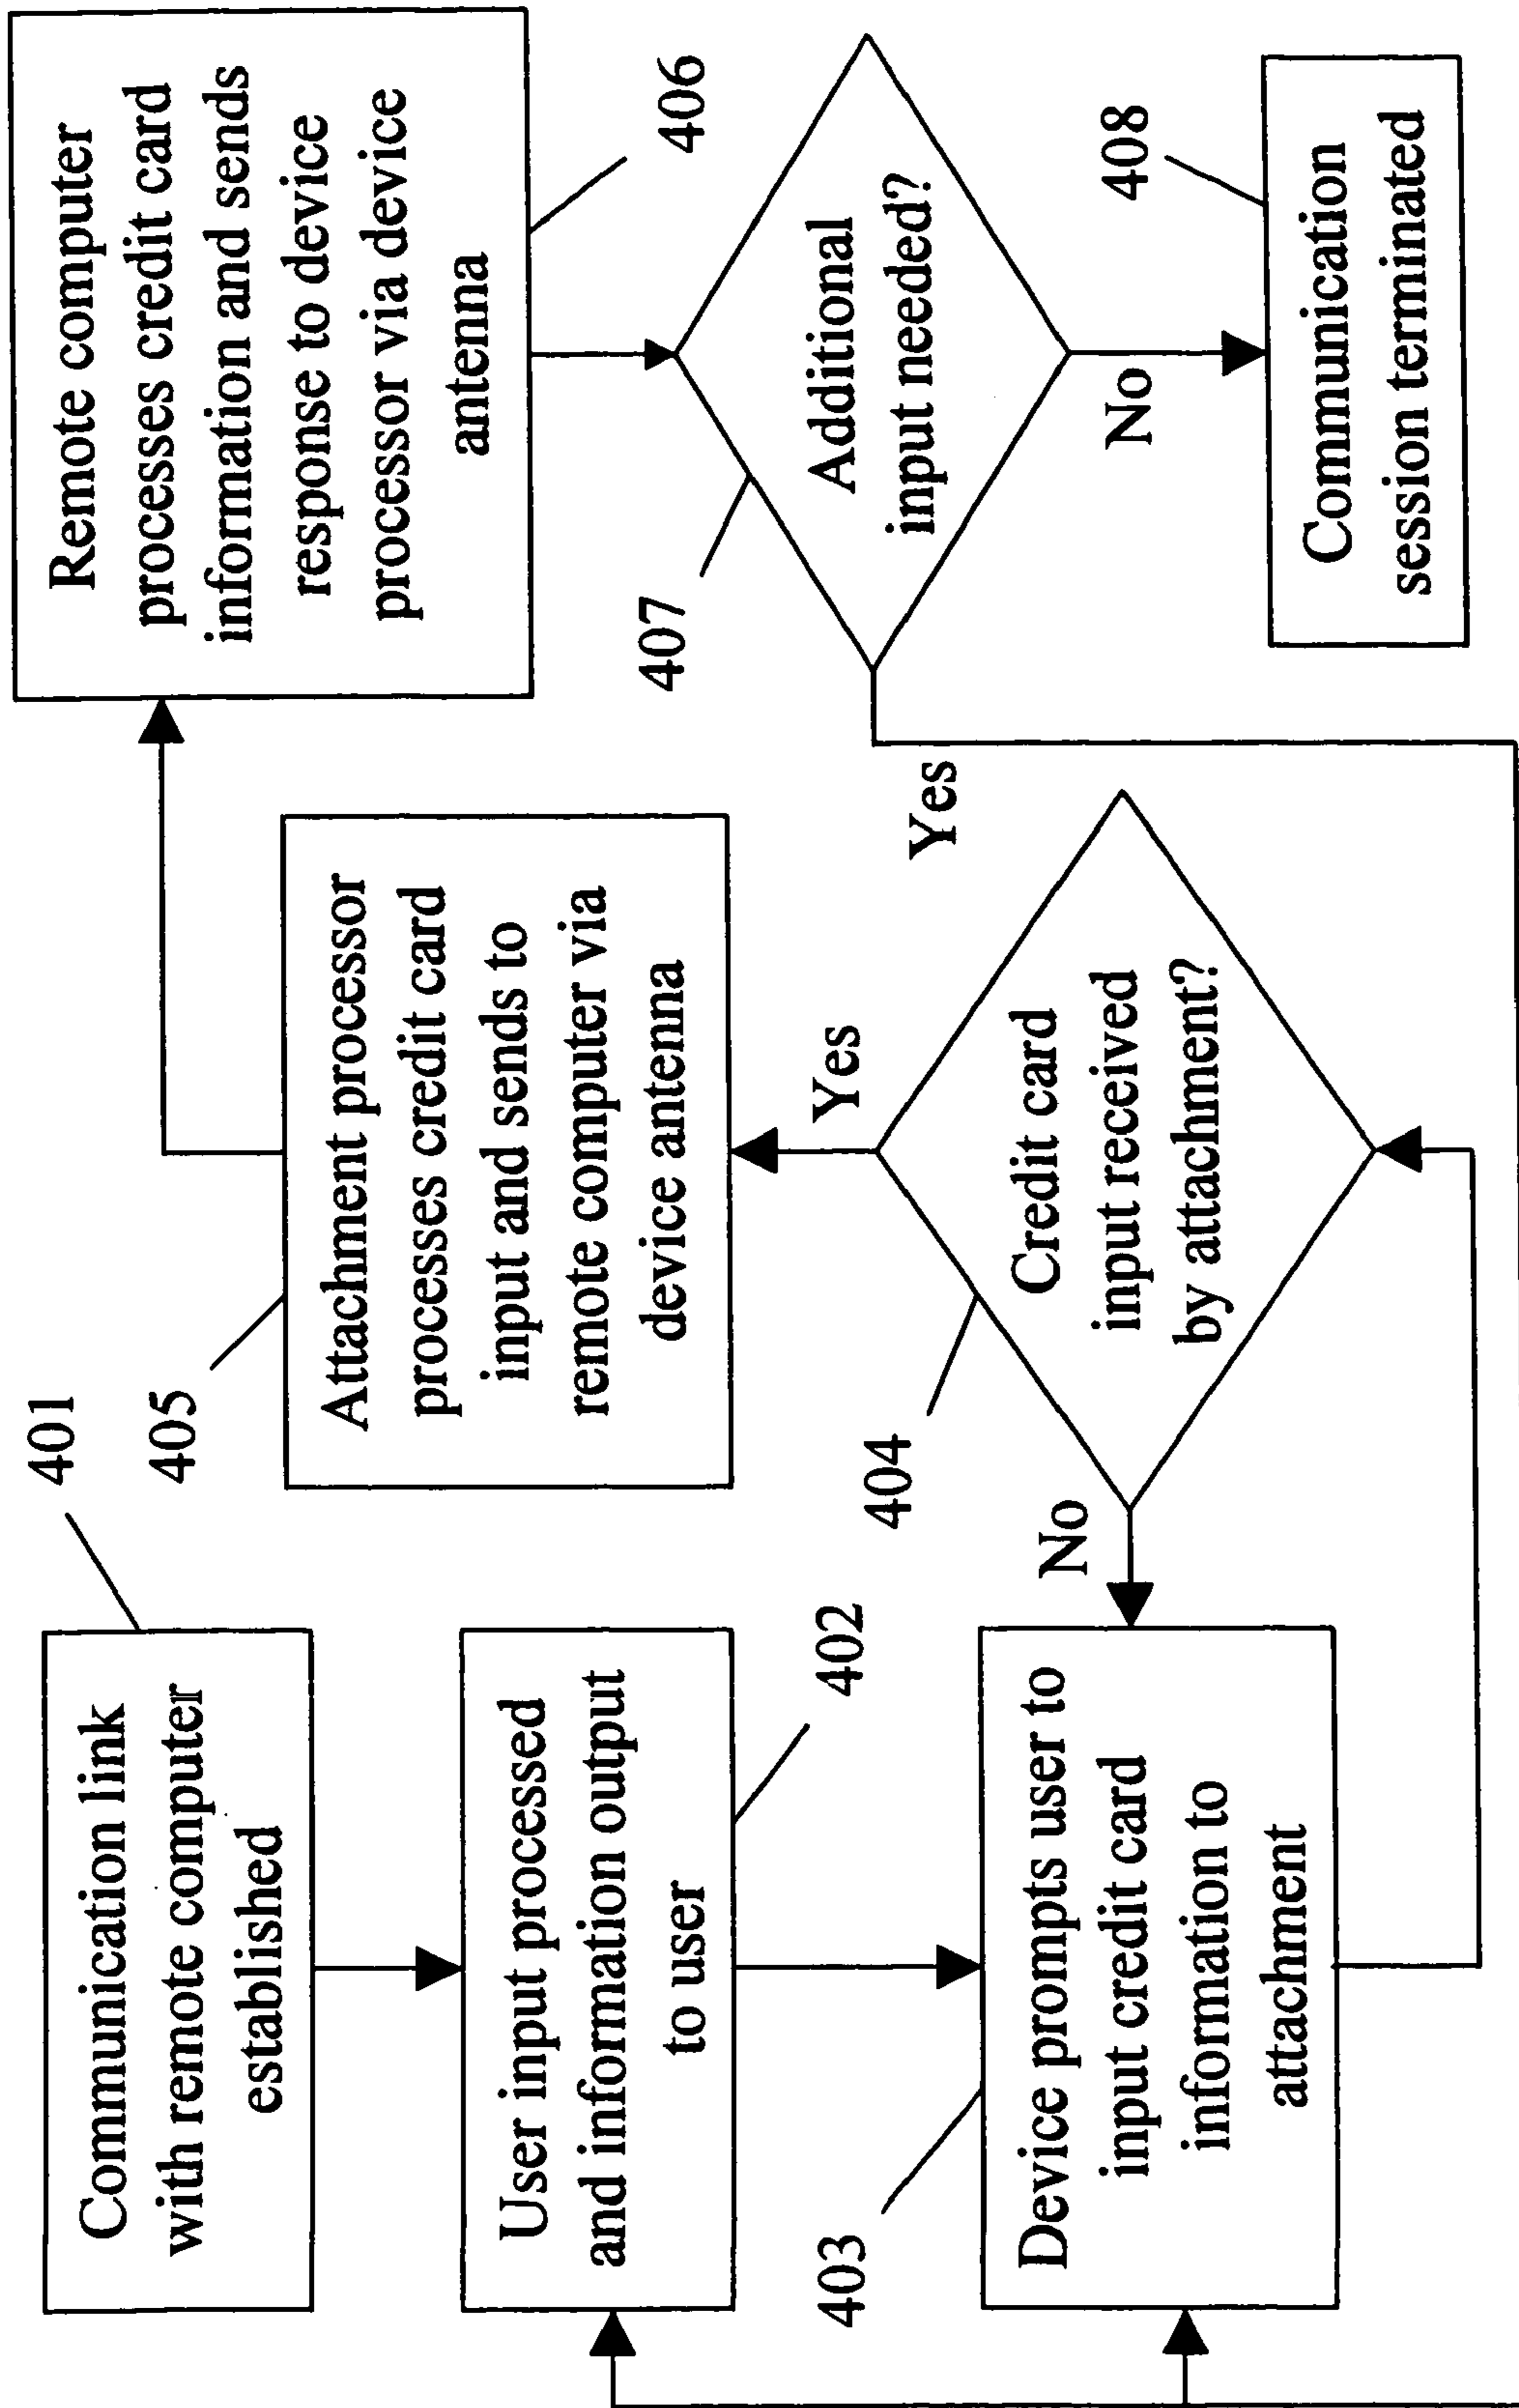 401
Communication link
with remote computer
established
User input processed
and information output
to user
402
403
Device prompts user to
input credit card
information to
attachment
405
Attachment processor
processes credit card
input and sends to
remote computer via
device antenna
Yes
404
Credit card
input received
by attachment?
No
Remote computer
processes credit card
information and sends
response to device
processor via device
antenna
406
407
Additional
input needed?
Yes
No
408
Communication
session terminated